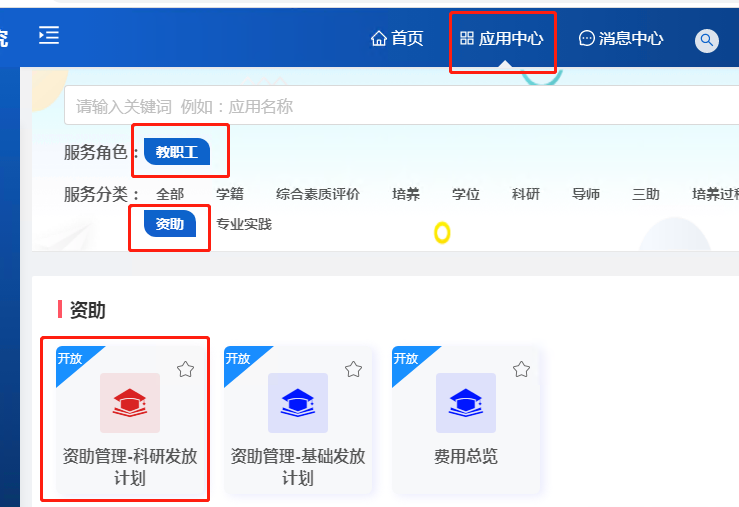 首页 应用中心 消息中心
请输入关键词 例如：应用名称
服务角色： 教职工
服务分类： 全部 学籍 综合素质评价 培养 学位 科研 导师 三助 培养过程
资助 专业实践
资助
开放 开放 开放
资助管理-科研发放计划 资助管理-基础发放计划 费用总览